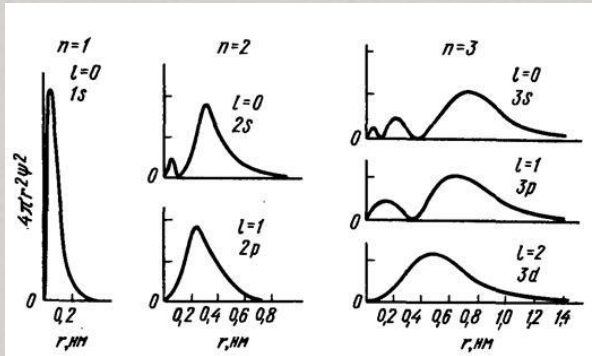 n=1
l=0
1s
4πr²ψ²
0
0,2
r,нм
n=2
l=0
2s
0
l=1
2p
0
0,2 0,4 0,6 0,8
r,нм
n=3
l=0
3s
0
l=1
3p
0
l=2
3d
0
0,2 0,4 0,6 0,8 1,0 1,2 1,4
r,нм